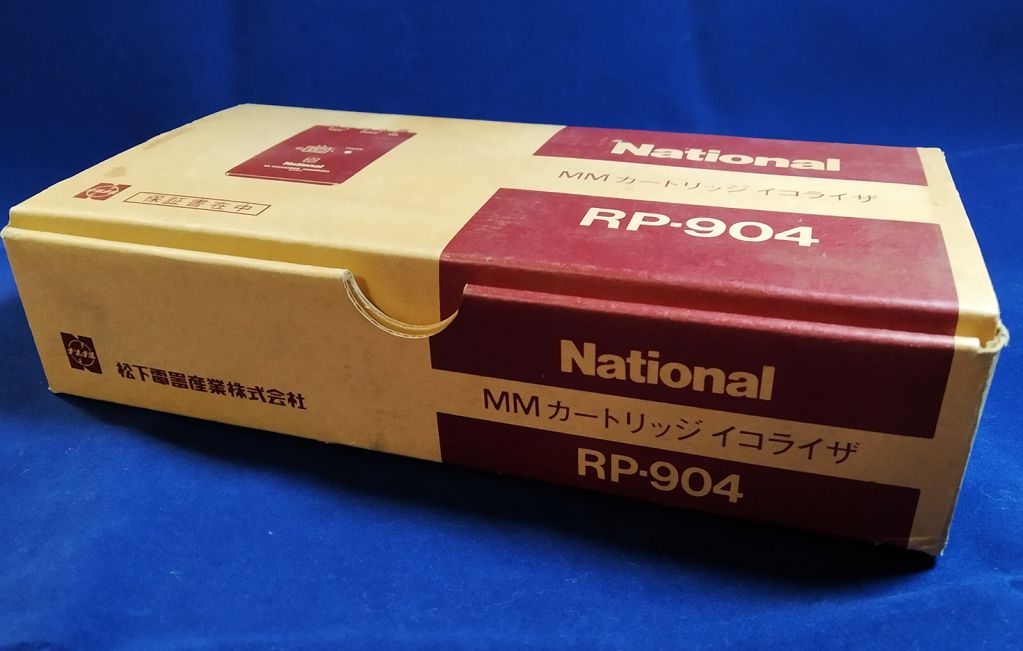 National
National
MMカートリッジ イコライザ
保証書在中
RP-904
National
MMカートリッジ イコライザ
松下電器産業株式会社
RP-904